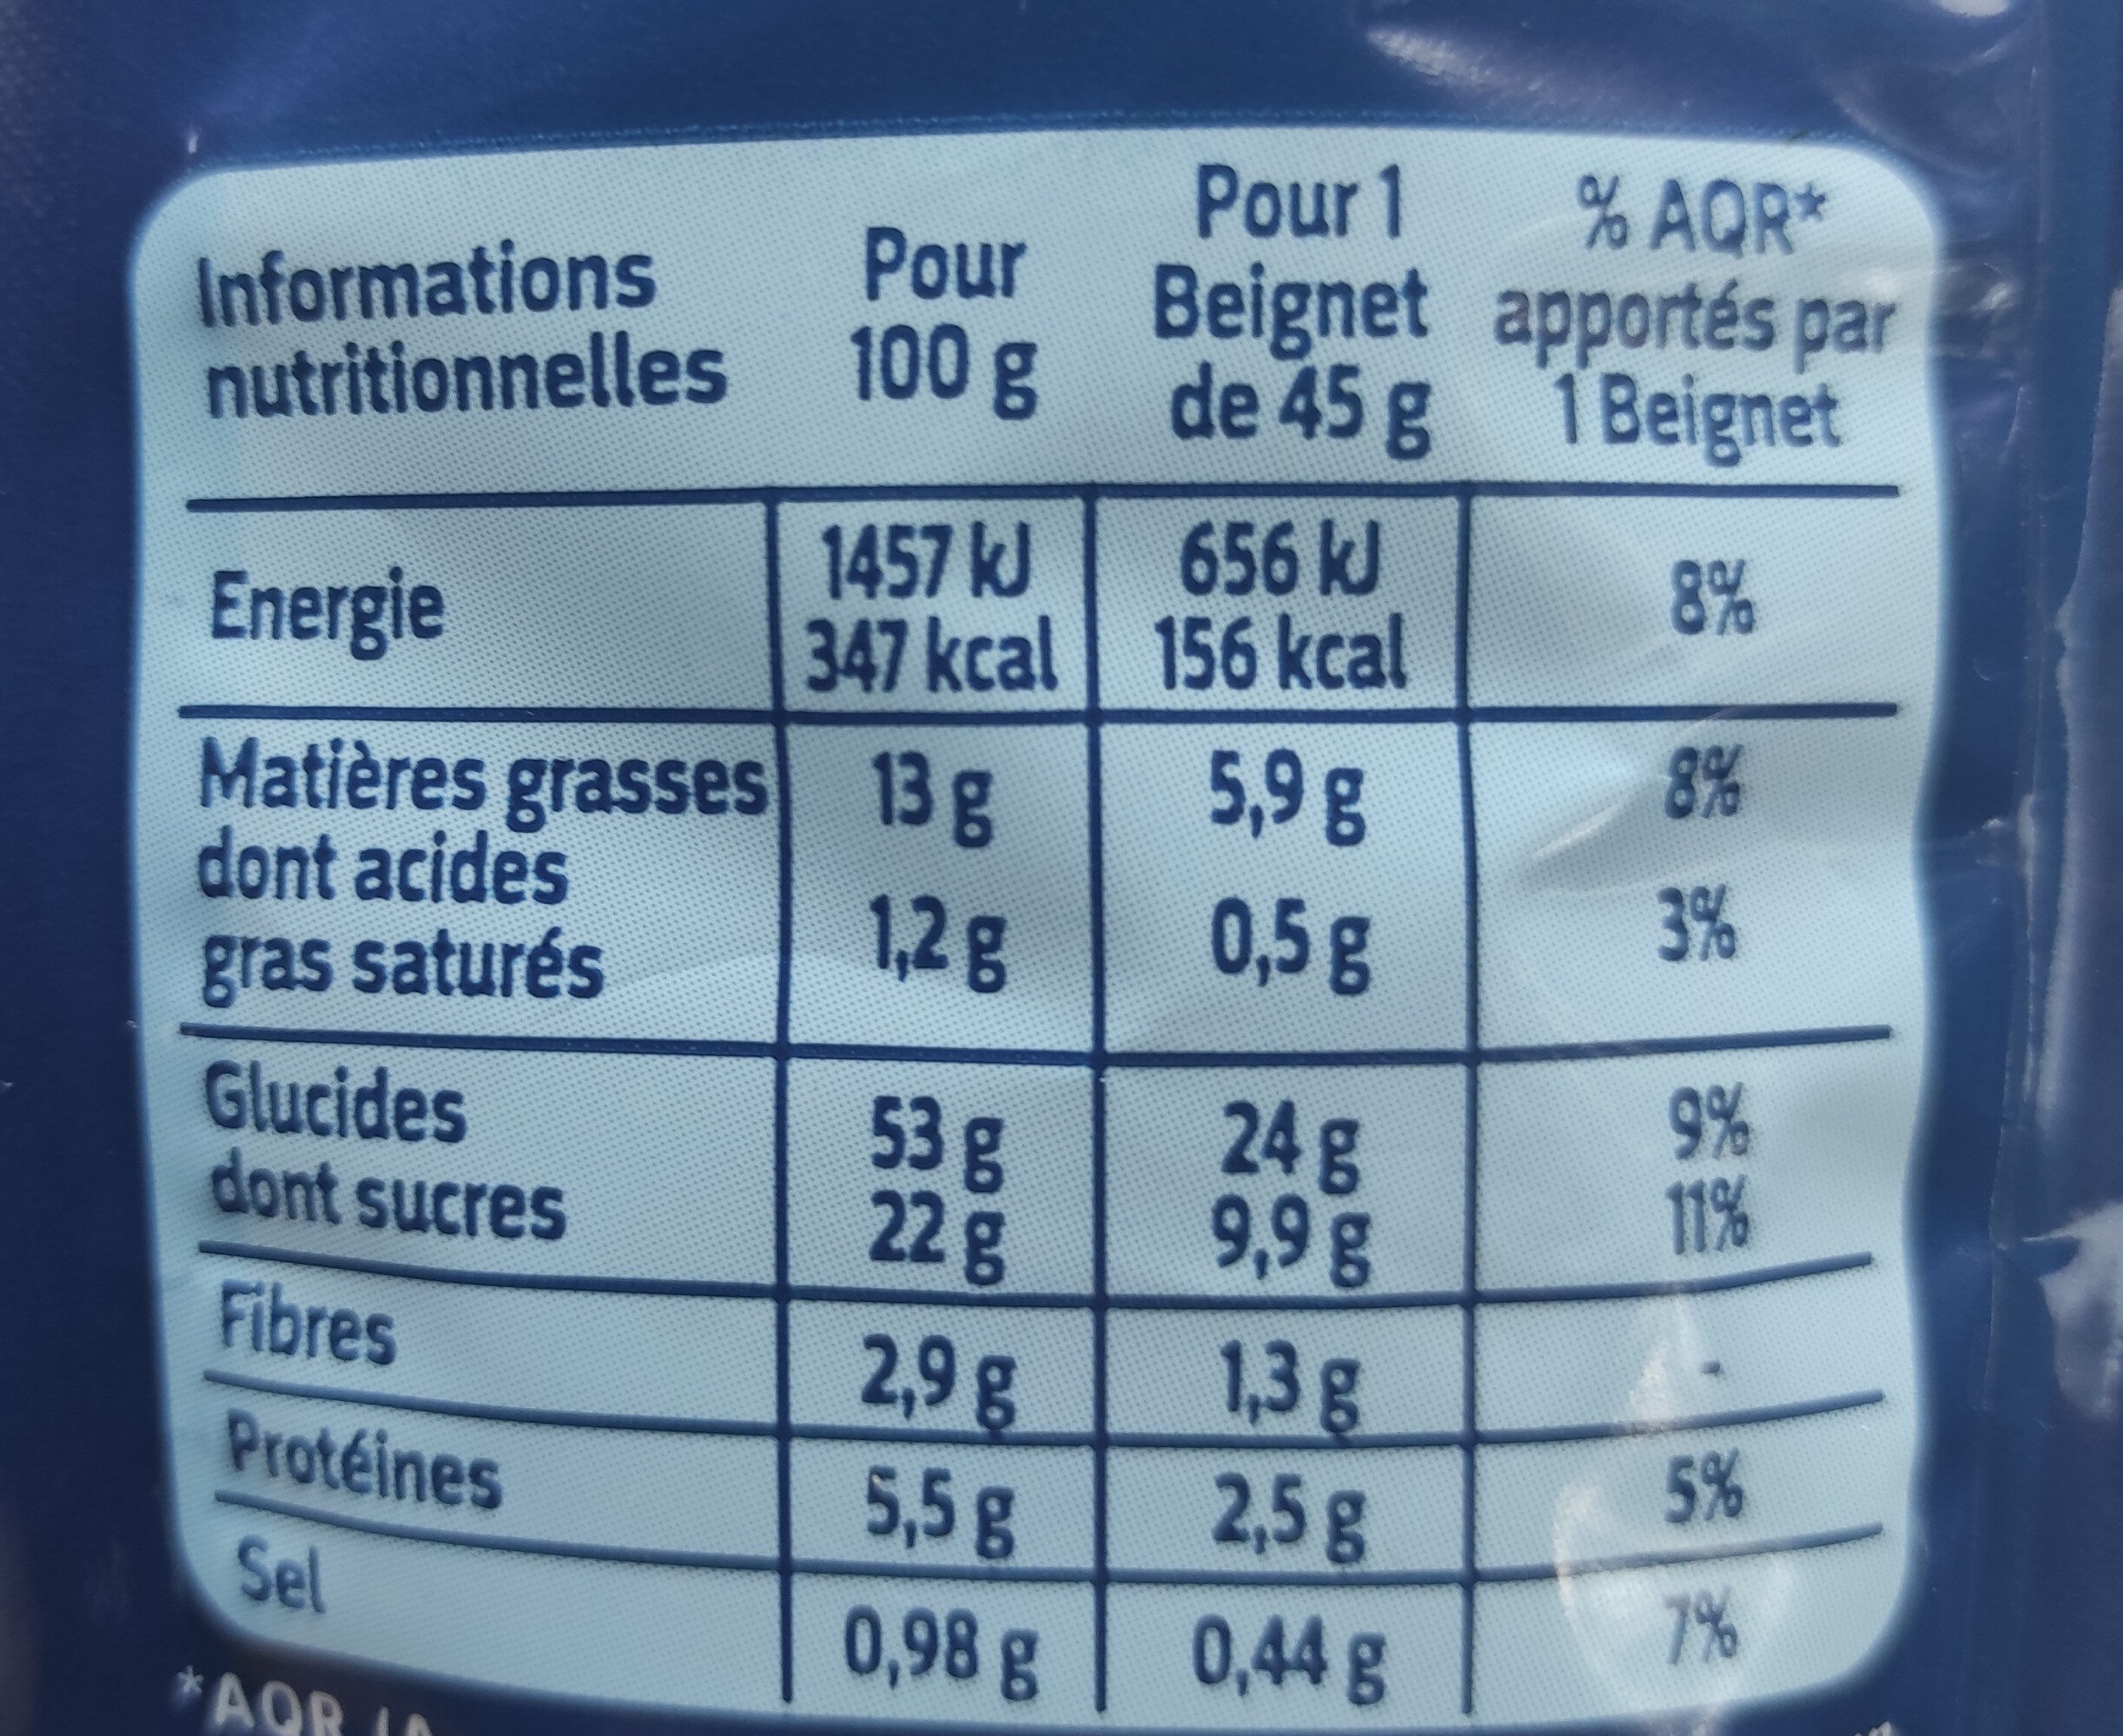 Informations nutritionnelles Pour 100 g Pour 1 Beignet de 45 g % AQR* apportés par 1 Beignet
Energie 1457 kJ 347 kcal 656 kJ 156 kcal 8%
Matières grasses 13 g 5,9 g 8%
dont acides gras saturés 1,2 g 0,5 g 3%
Glucides 53 g 24 g 9%
dont sucres 22 g 9,9 g 11%
Fibres 2,9 g 1,3 g -
Protéines 5,5 g 2,5 g 5%
Sel 0,98 g 0,44 g 7%
*AQR